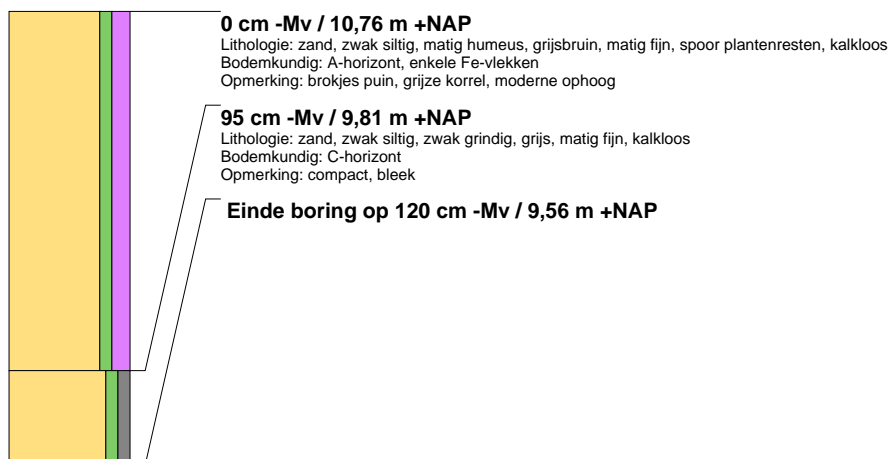 0 cm -Mv / 10,76 m +NAP
Lithologie: zand, zwak siltig, matig humeus, grijsbruin, matig fijn, spoor plantenresten, kalkloos
Bodemkundig: A-horizont, enkele Fe-vlekken
Opmerking: brokjes puin, grijze korrel, moderne ophoog
95 cm -Mv / 9,81 m +NAP
Lithologie: zand, zwak siltig, zwak grindig, grijs, matig fijn, kalkloos
Bodemkundig: C-horizont
Opmerking: compact, bleek
Einde boring op 120 cm -Mv / 9,56 m +NAP